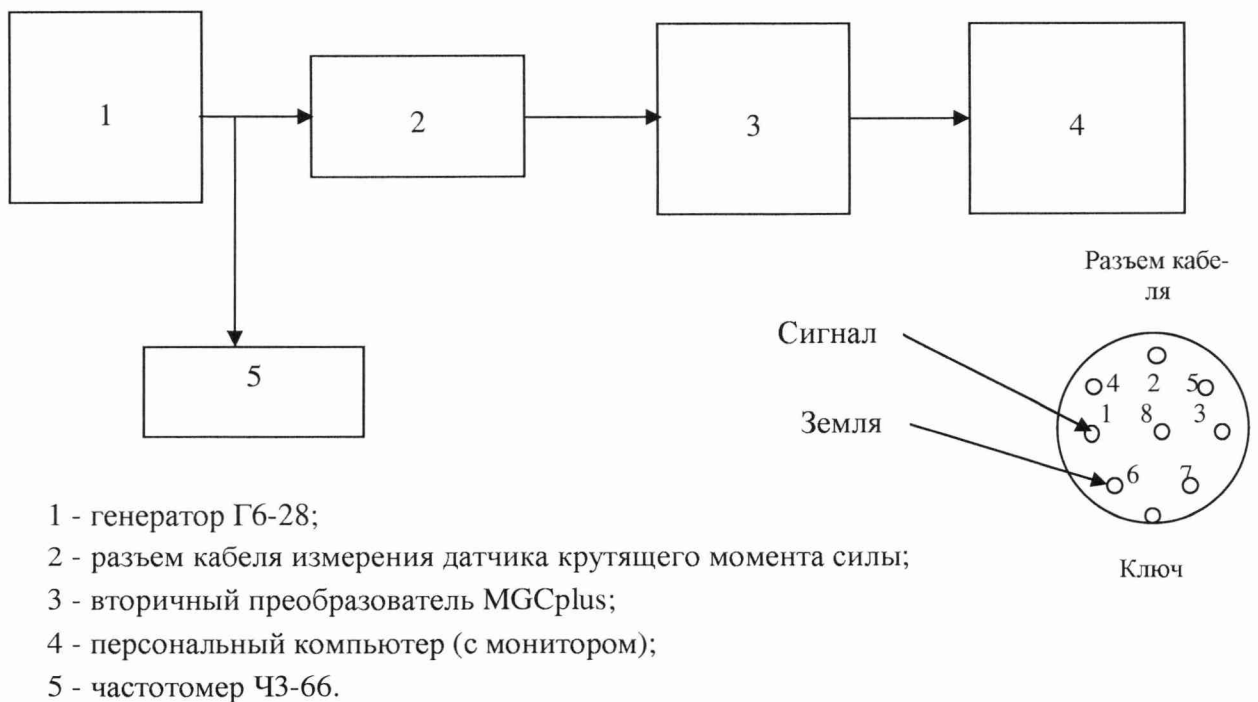 1
2
3
4
5
Разъем кабе-
ля
Сигнал
4 2 5
1 8 3
Земля
6 7
Ключ
1 - генератор Г6-28;
2 - разъем кабеля измерения датчика крутящего момента силы;
3 - вторичный преобразователь MGCplus;
4 - персональный компьютер (с монитором);
5 - частотомер Ч3-66.